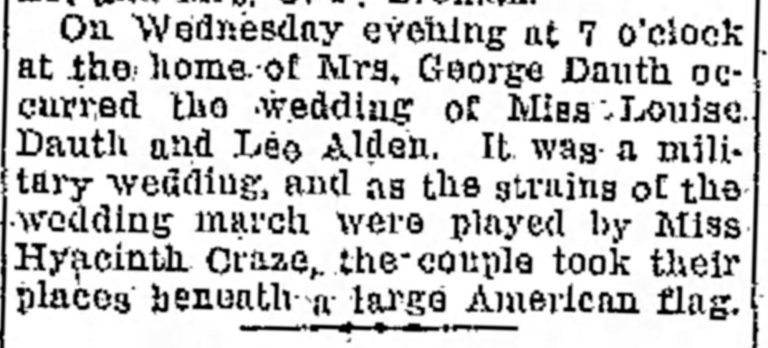 On Wednesday evening at 7 o'clock
at the home of Mrs. George Dauth oc-
curred the wedding of Miss Louise
Dauth and Leo Alden. It was a mili-
tary wedding, and as the strains of the
wedding march were played by Miss
Hyacinth Craze, the couple took their
places beneath a large American flag.